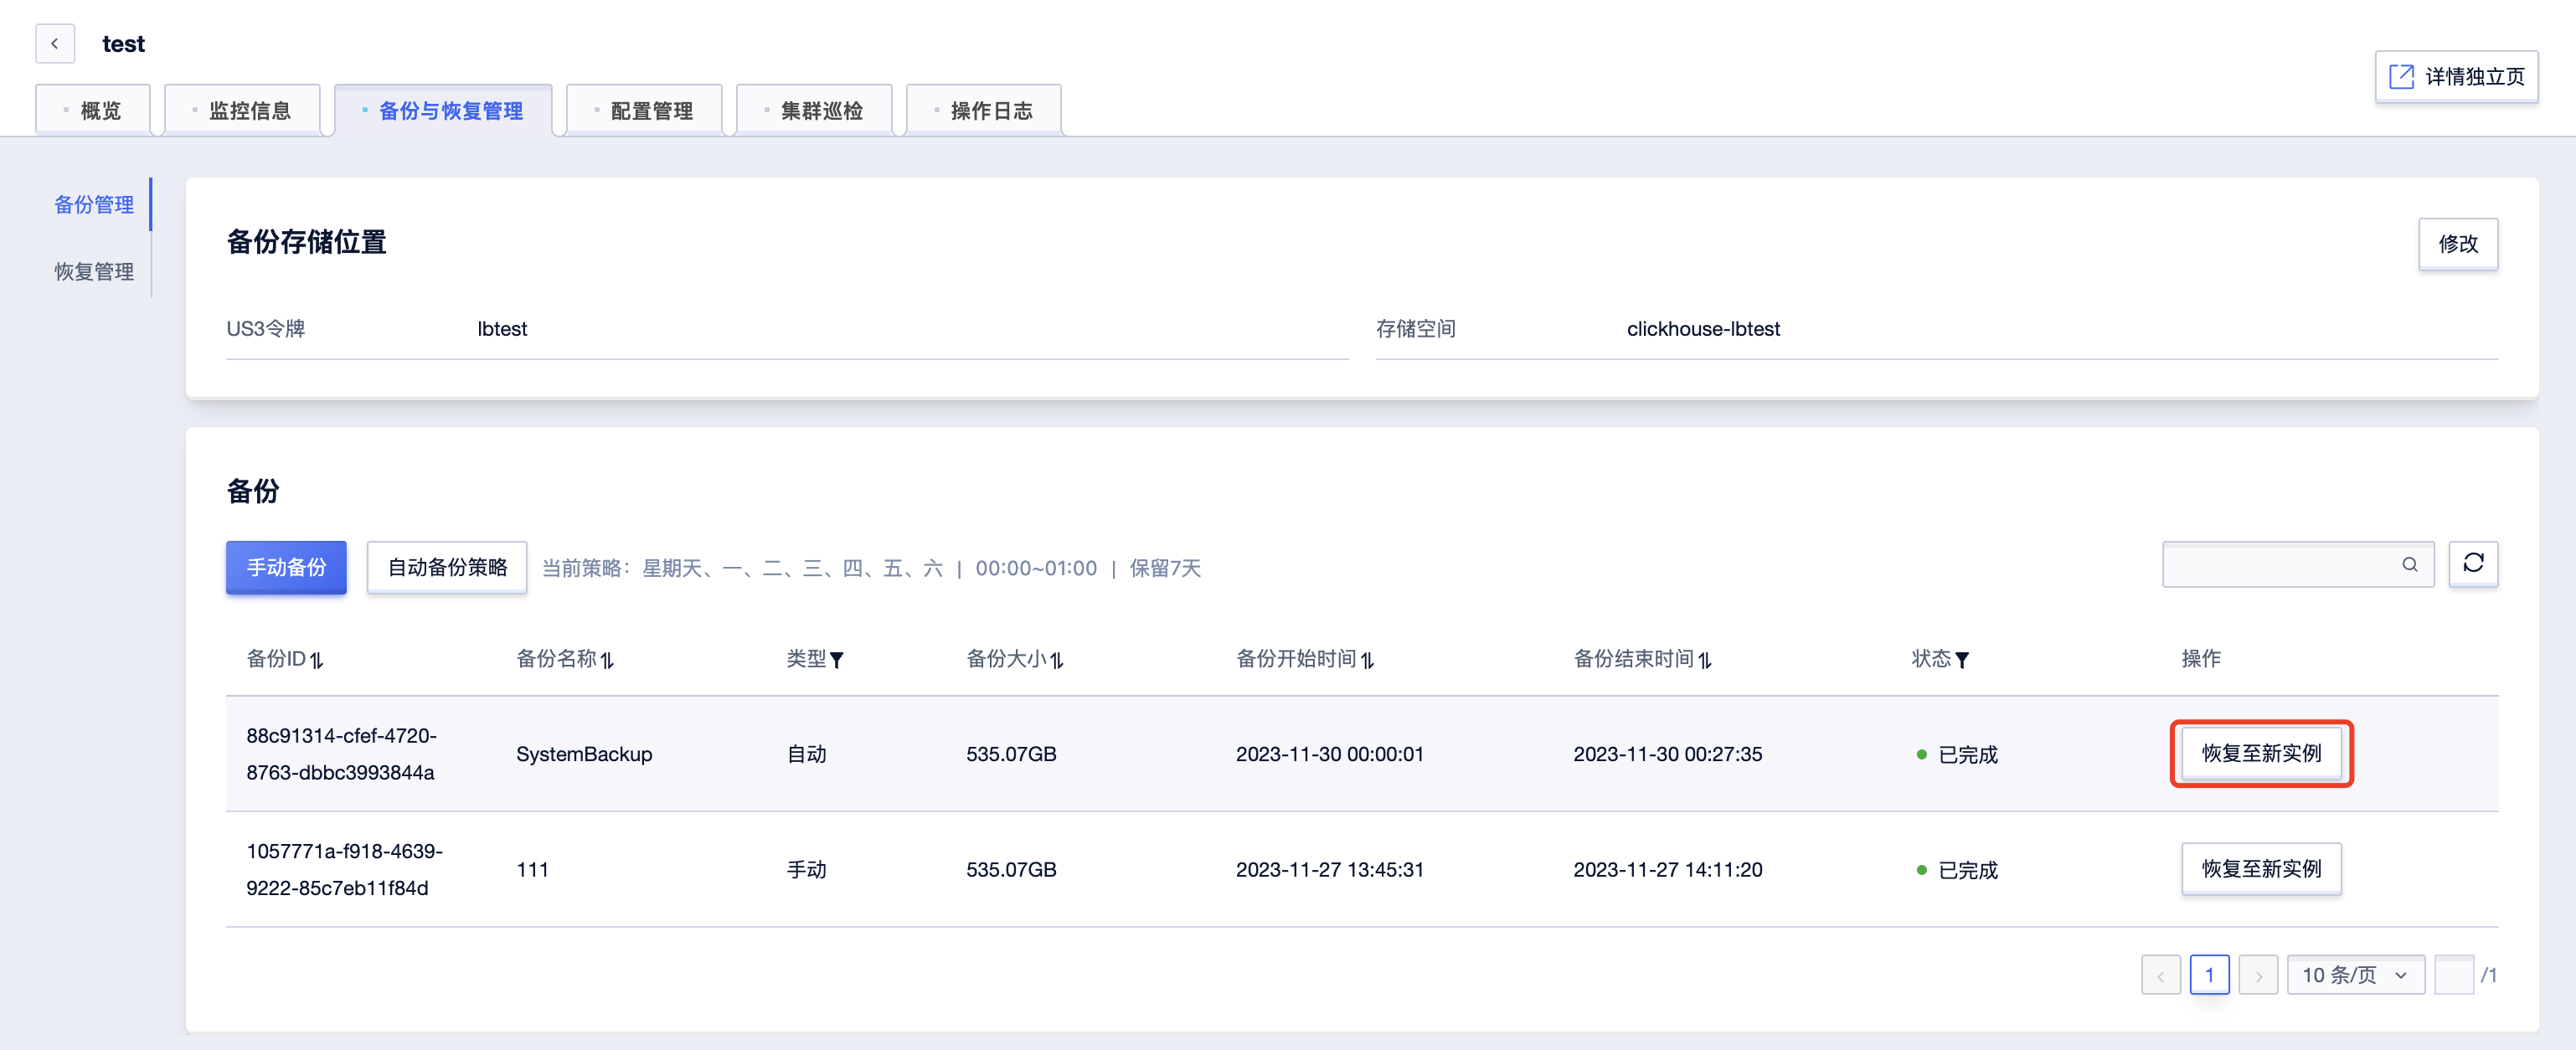 test
详情独立页
概览
监控信息
备份与恢复管理
配置管理
集群巡检
操作日志
备份管理
恢复管理
备份存储位置
修改
US3令牌 lbtest
存储空间 clickhouse-lbtest
备份
手动备份
自动备份策略
当前策略：星期天、一、二、三、四、五、六 | 00:00~01:00 | 保留7天
备份ID 备份名称 类型 备份大小 备份开始时间 备份结束时间 状态 操作
88c91314-cfef-4720-
8763-dbbc3993844a
SystemBackup 自动 535.07GB 2023-11-30 00:00:01 2023-11-30 00:27:35 已完成 恢复至新实例
1057771a-f918-4639-
9222-85c7eb11f84d
111 手动 535.07GB 2023-11-27 13:45:31 2023-11-27 14:11:20 已完成 恢复至新实例
1 10 条/页 /1